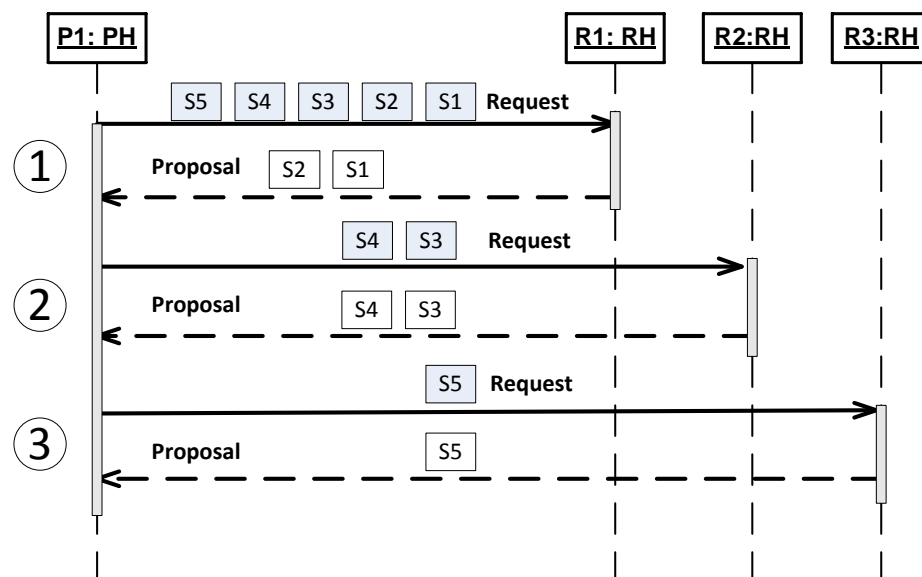 P1: PH R1: RH R2:RH R3:RH
S5 S4 S3 S2 S1 Request
1
Proposal S2 S1
S4 S3 Request
2
Proposal S4 S3
S5 Request
3
Proposal S5